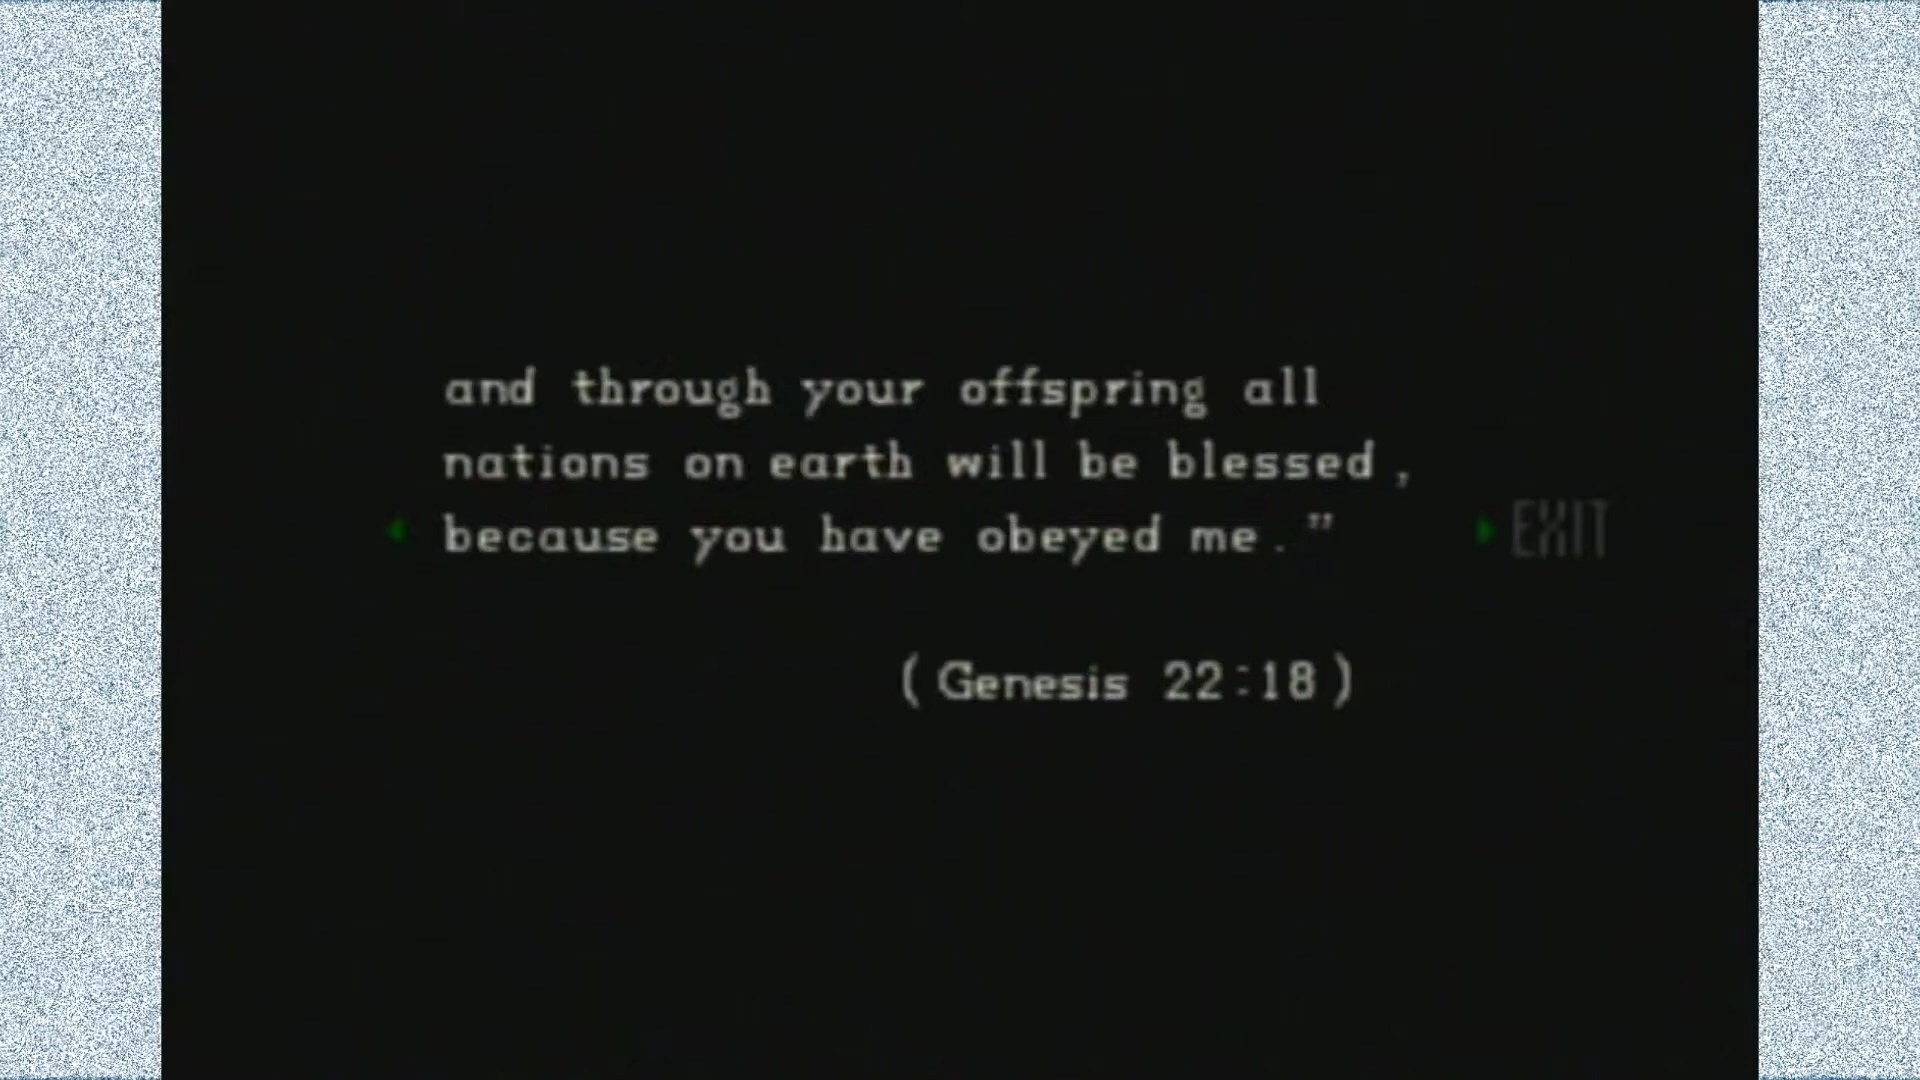 and through your offspring all
nations on earth will be blessed,
because you have obeyed me.”
EXIT
(Genesis 22:18)